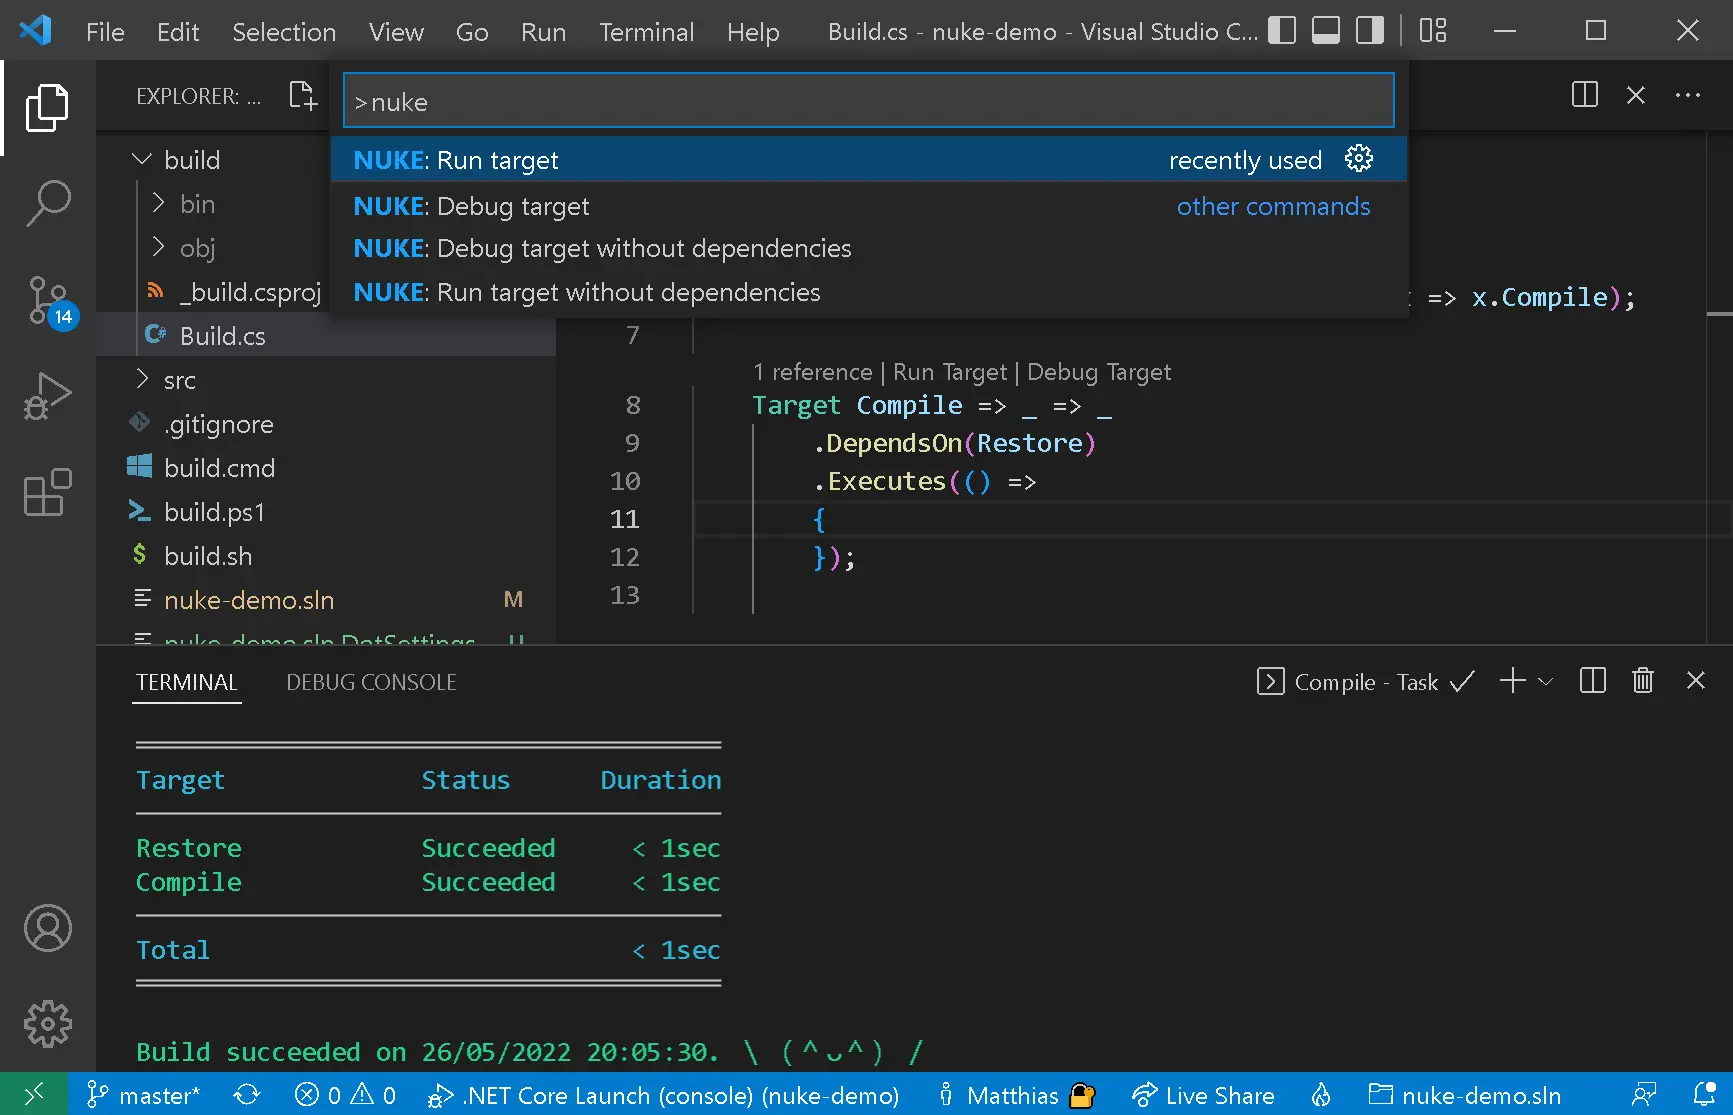 File Edit Selection View Go Run Terminal Help Build.cs - nuke-demo - Visual Studio C...
EXPLORER: ...
>nuke
NUKE: Run target recently used
NUKE: Debug target other commands
NUKE: Debug target without dependencies
NUKE: Run target without dependencies
build
bin
obj
_build.csproj
Build.cs
src
.gitignore
build.cmd
build.ps1
build.sh
nuke-demo.sln M
nuke-demo.sln.DotSettings U
14
=> x.Compile);
7
1 reference | Run Target | Debug Target
8 Target Compile => _ => _
9 .DependsOn(Restore)
10 .Executes(() =>
11 {
12 });
13
TERMINAL DEBUG CONSOLE Compile - Task
Target Status Duration
Restore Succeeded < 1sec
Compile Succeeded < 1sec
Total < 1sec
Build succeeded on 26/05/2022 20:05:30. \ (^ᴗ^) /
master* 0 0 .NET Core Launch (console) (nuke-demo) Matthias Live Share nuke-demo.sln